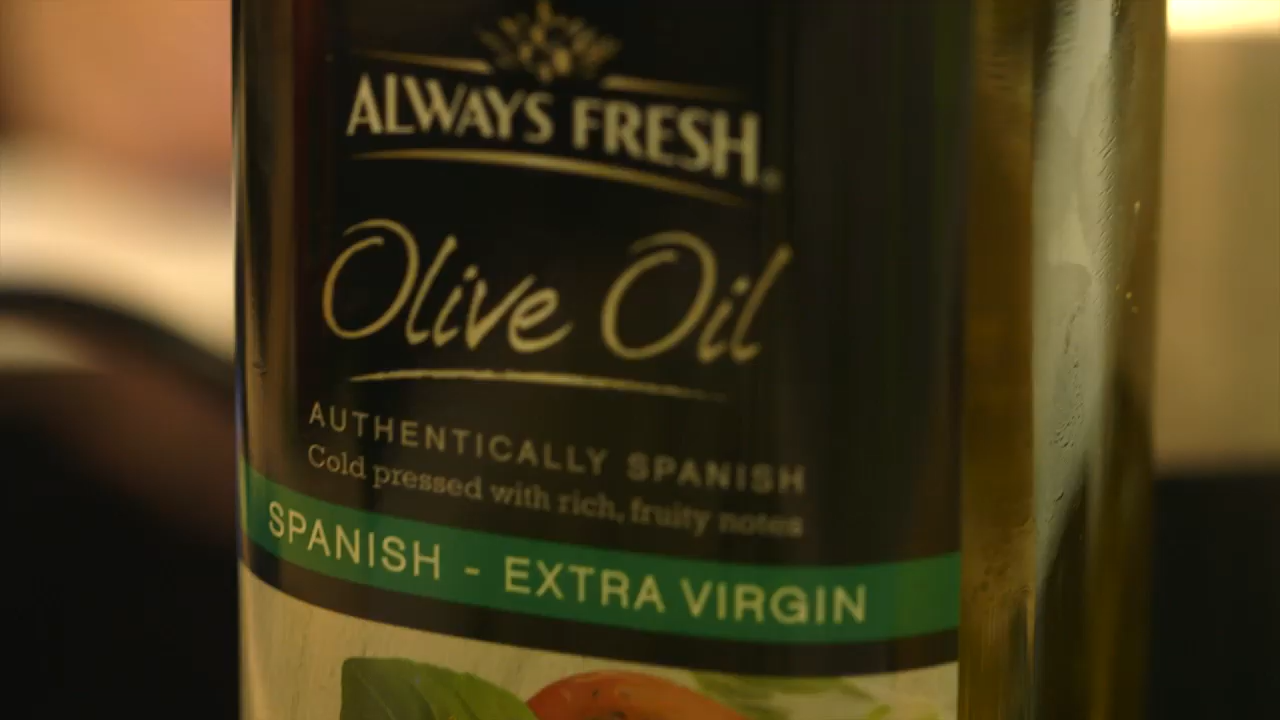 ALWAYS FRESH®
Olive Oil
AUTHENTICALLY SPANISH
Cold pressed with rich, fruity notes
SPANISH - EXTRA VIRGIN